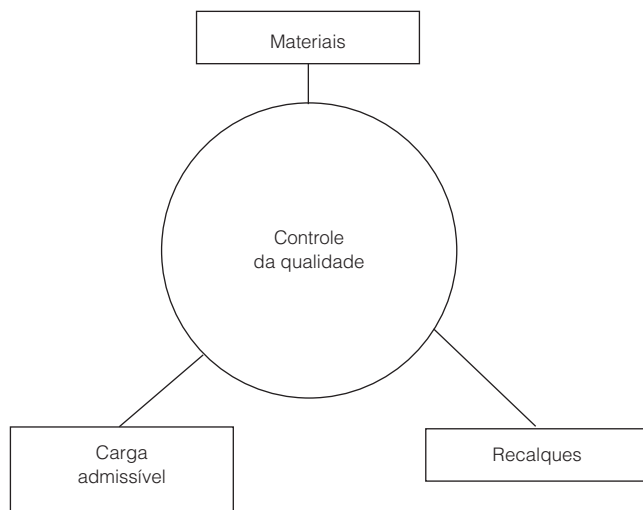 Materiais
Controle
da qualidade
Carga
admissível
Recalques